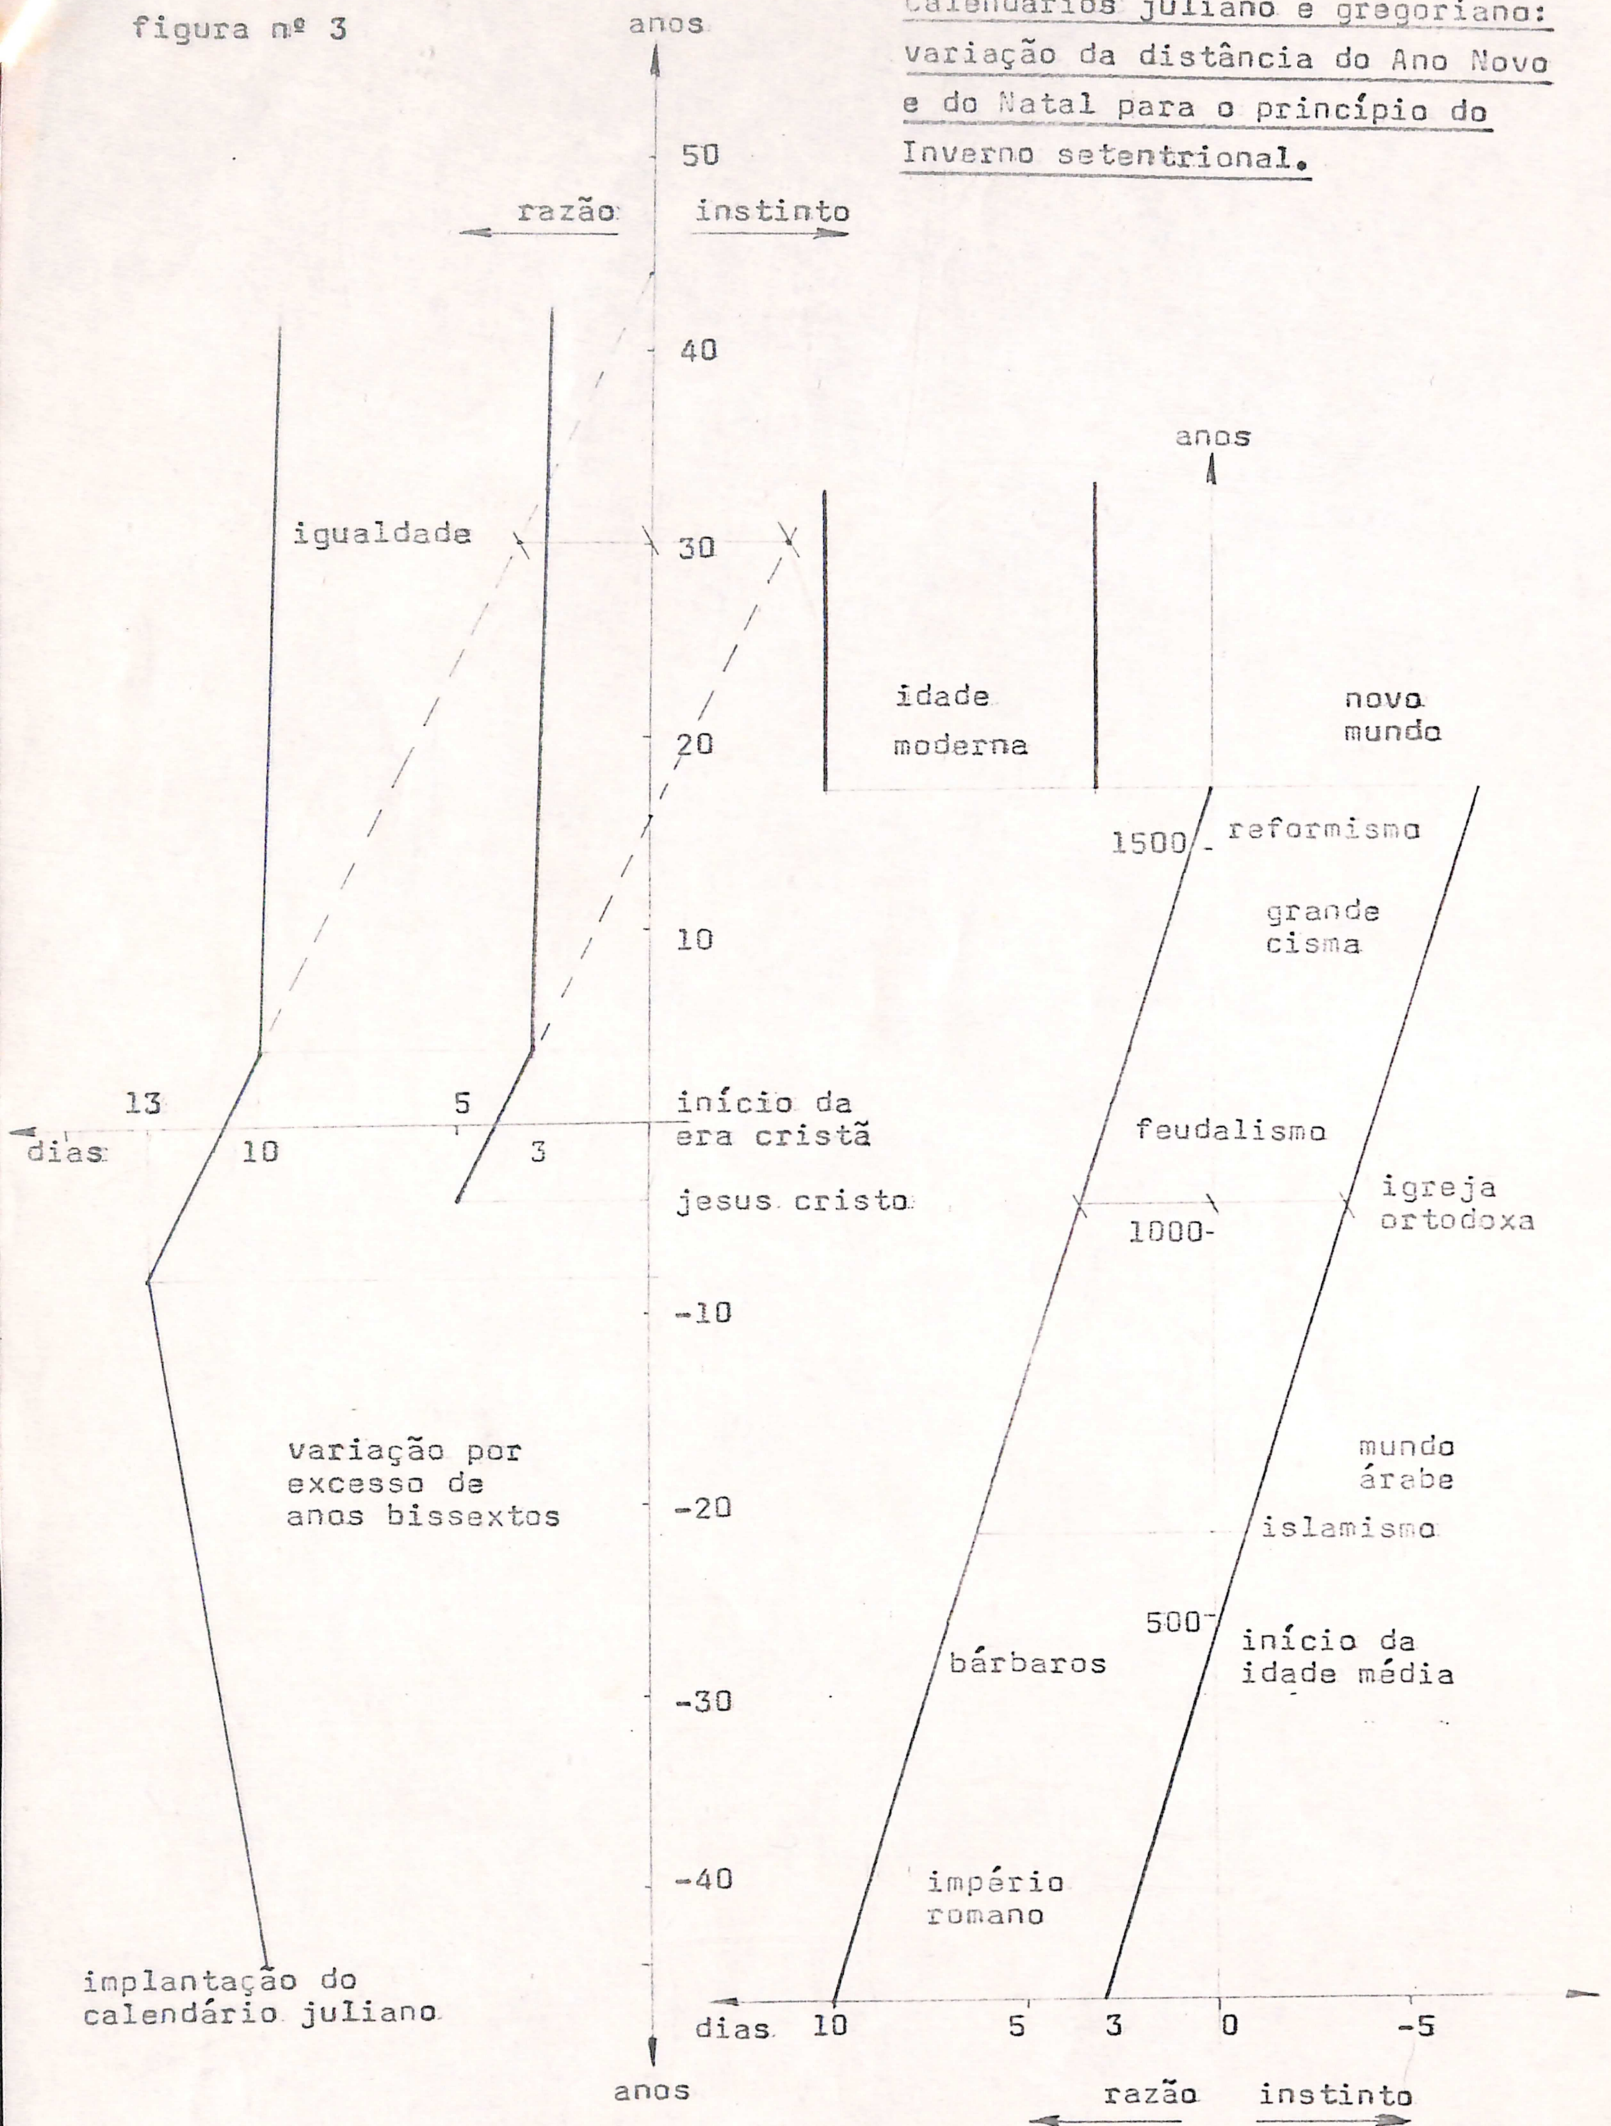 figura nº 3
anos
Calendários juliano e gregoriano:
variação da distância do Ano Novo
e do Natal para o princípio do
Inverno setentrional.
50
razão
instinto
40
anos
igualdade
30
idade
moderna
novo
mundo
20
1500
reformismo
grande
cisma
10
13
5
início da
era cristã
feudalismo
dias
10
3
jesus cristo
igreja
ortodoxa
1000-
-10
variação por
excesso de
anos bissextos
mundo
árabe
-20
islamismo
500-
início da
idade média
bárbaros
-30
-40
império
romano
implantação do
calendário juliano
dias
10
5
3
0
-5
anos
razão
instinto